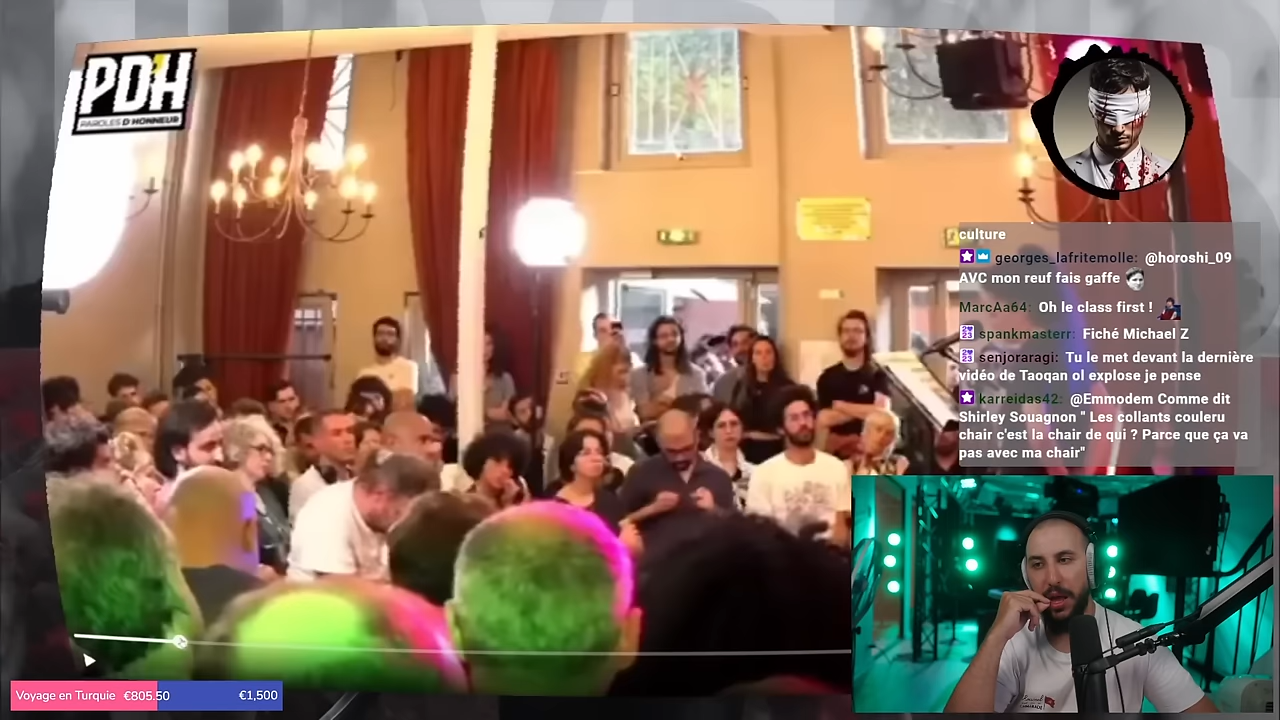 PDH
PAROLES D'HONNEUR
culture
georges_lafritemolle: @horoshi_09
AVC mon reuf fais gaffe
MarcAa64: Oh le class first !
spankmasterr: Fiché Michael Z
senjoraragi: Tu le met devant la dernière
vidéo de Taoqan ol explose je pense
karreidas42: @Emmodem Comme dit
Shirley Souagnon " Les collants couleru
chair c'est la chair de qui ? Parce que ça va
pas avec ma chair"
Voyage en Turquie €805.50 €1,500